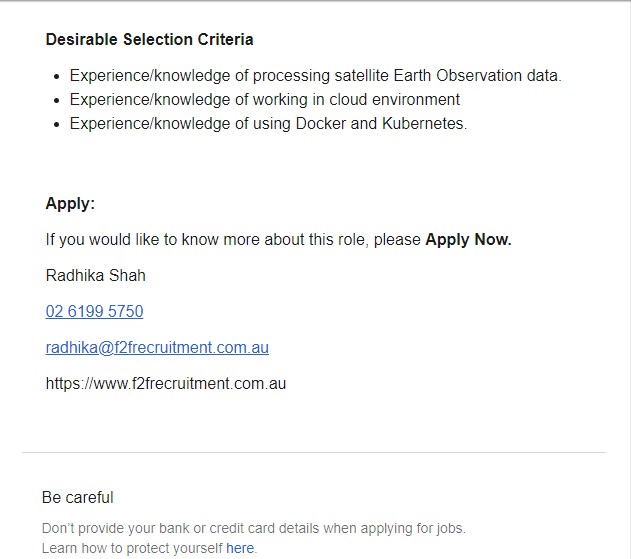 Desirable Selection Criteria
• Experience/knowledge of processing satellite Earth Observation data.
• Experience/knowledge of working in cloud environment
• Experience/knowledge of using Docker and Kubernetes.
Apply:
If you would like to know more about this role, please Apply Now.
Radhika Shah
02 6199 5750
radhika@f2frecruitment.com.au
https://www.f2frecruitment.com.au
Be careful
Don't provide your bank or credit card details when applying for jobs.
Learn how to protect yourself here.